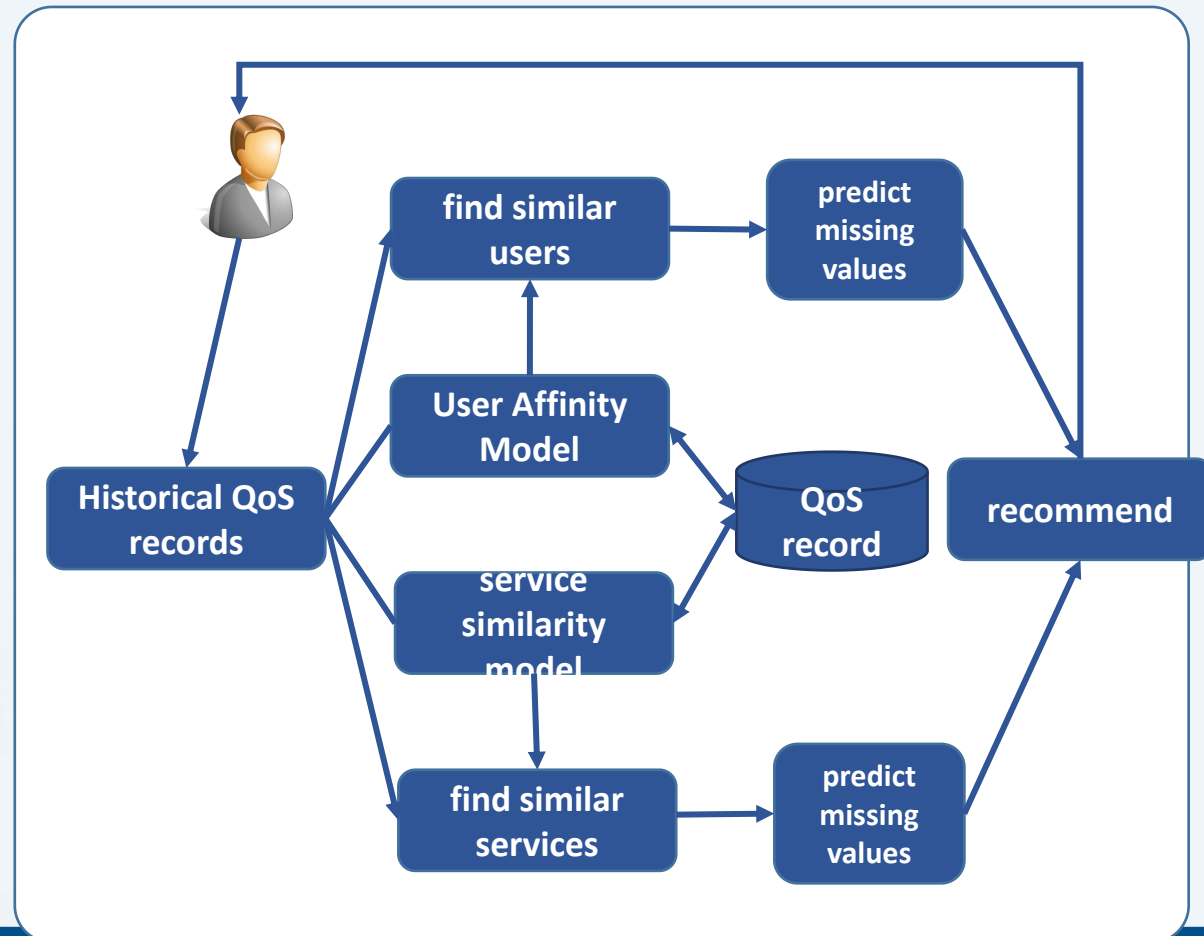 find similar
users
predict
missing
values
User Affinity
Model
Historical QoS
records
QoS
record
recommend
service
similarity
model
find similar
services
predict
missing
values